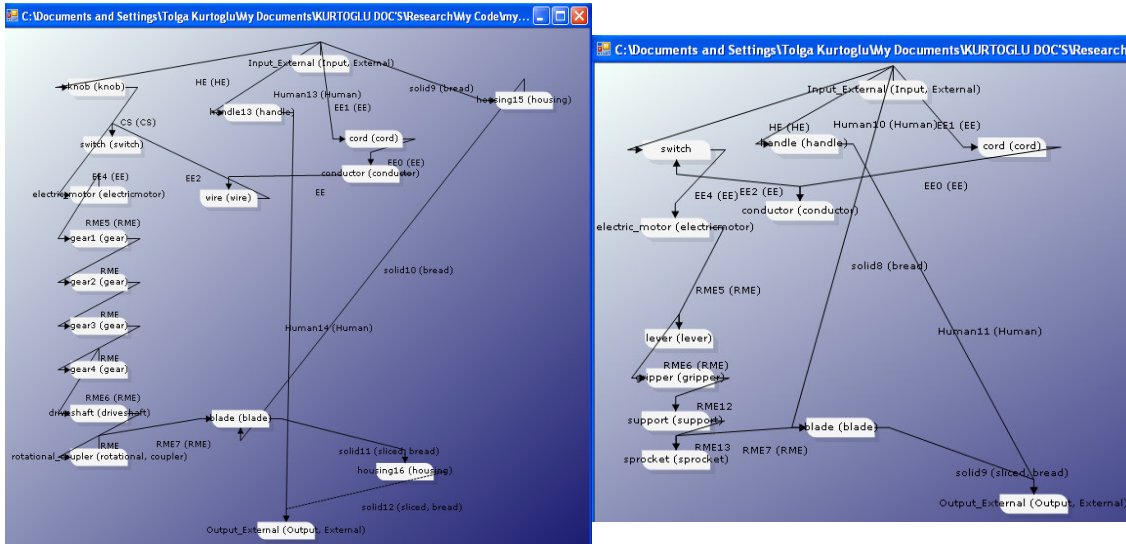 C:\Documents and Settings\Tolga Kurtoglu\My Documents\KURTOGLU DOC'S\Research\My Code\my...
Input_External (Input, External)
knob (knob)
HE (HE)
solid9 (bread)
Human13 (Human)
housing15 (housing)
handle13 (handle)
EE1 (EE)
CS (CS)
cord (cord)
switch (switch)
EE0 (EE)
EE4 (EE)
EE2
conductor (conductor)
electricmotor (electricmotor)
wire (wire)
EE
RME5 (RME)
gear1 (gear)
RME
solid10 (bread)
gear2 (gear)
gear3 (gear)
Human14 (Human)
RME
RME
gear4 (gear)
RME6 (RME)
driveshaft (driveshaft)
blade (blade)
RME
RME7 (RME)
rotational_coupler (rotational, coupler)
solid11 (sliced, bread)
housing16 (housing)
solid12 (sliced, bread)
Output_External (Output, External)
C:\Documents and Settings\Tolga Kurtoglu\My Documents\KURTOGLU DOC'S\Research
Input_External (Input, External)
HE (HE)
Human10 (Human)
EE1 (EE)
switch
handle (handle)
cord (cord)
EE4 (EE)
EE2 (EE)
EE0 (EE)
conductor (conductor)
electric_motor (electricmotor)
solid8 (bread)
RME5 (RME)
Human11 (Human)
lever (lever)
RME6 (RME)
gripper (gripper)
RME12
support (support)
blade (blade)
RME13
RME7 (RME)
sprocket (sprocket)
solid9 (sliced, bread)
Output_External (Output, External)